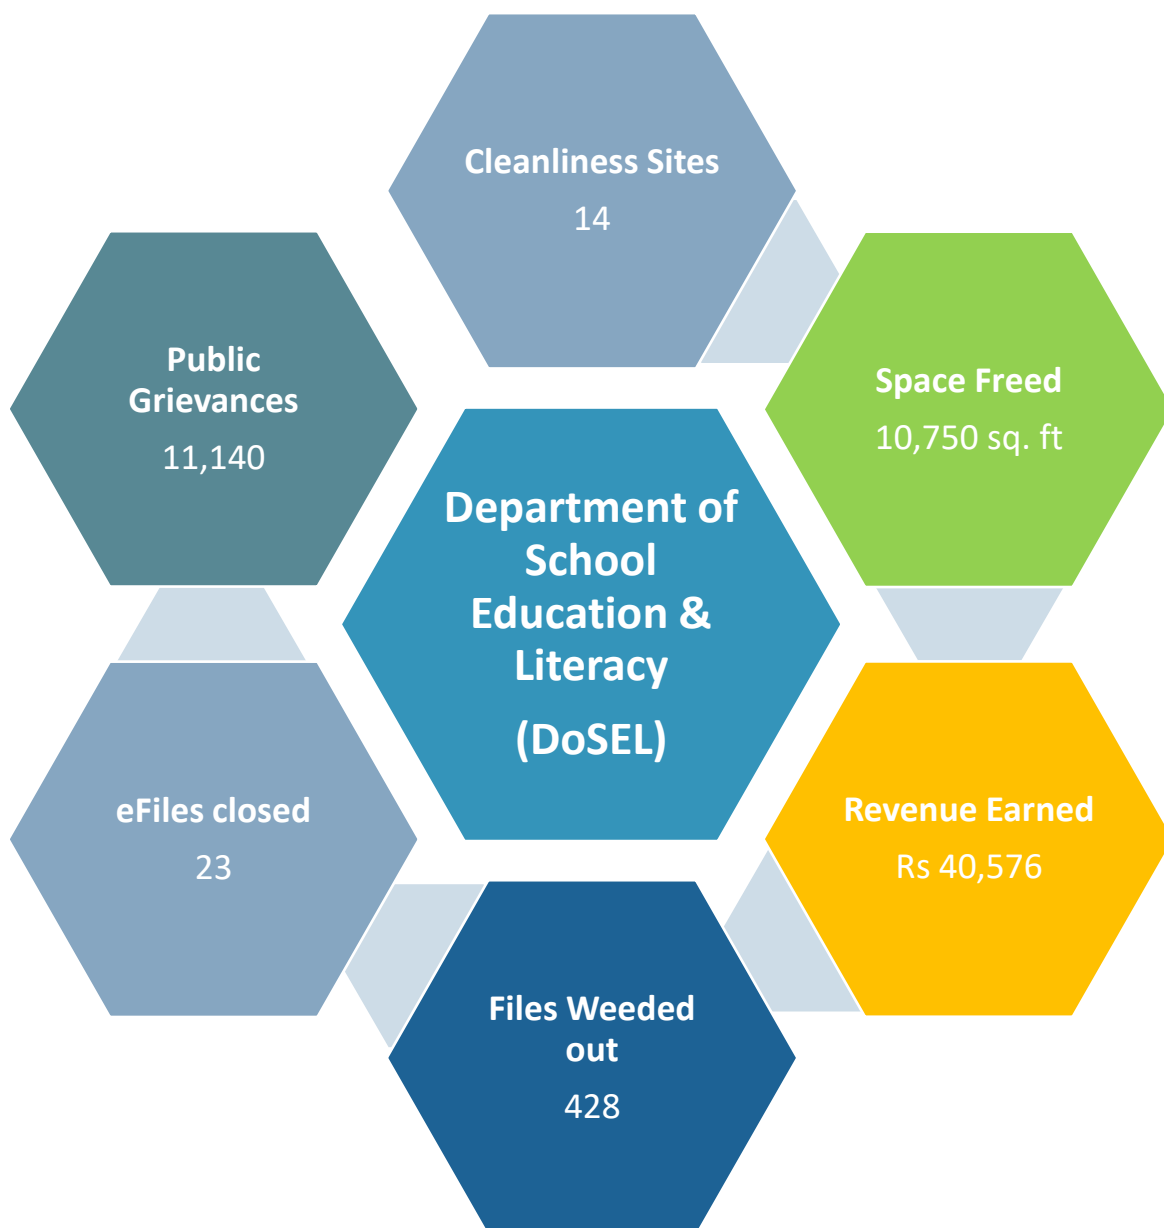 Cleanliness Sites
14
Space Freed
10,750 sq. ft
Revenue Earned
Rs 40,576
Files Weeded
out
428
eFiles closed
23
Public
Grievances
11,140
Department of
School
Education &
Literacy
(DoSEL)